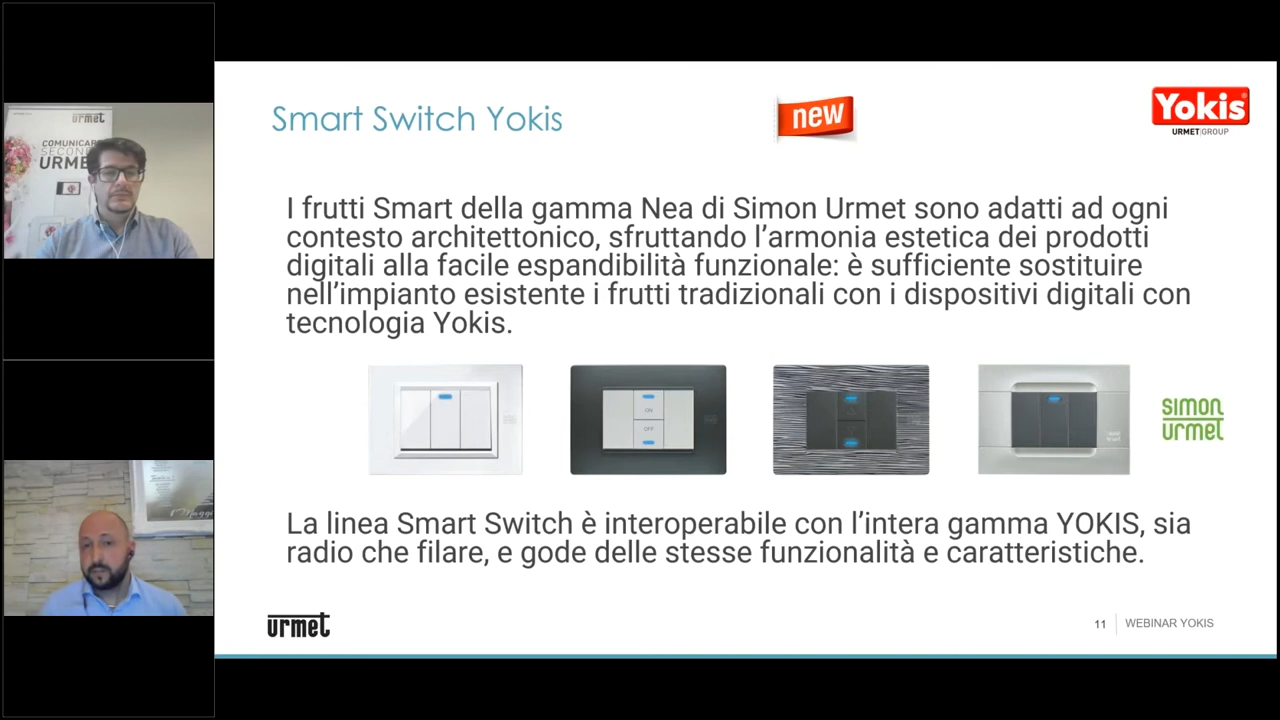 urmet
COMUNICARE
SECONDO
URMET
Smart Switch Yokis
new
Yokis
URMET GROUP
I frutti Smart della gamma Nea di Simon Urmet sono adatti ad ogni
contesto architettonico, sfruttando l’armonia estetica dei prodotti
digitali alla facile espandibilità funzionale: è sufficiente sostituire
nell’impianto esistente i frutti tradizionali con i dispositivi digitali con
tecnologia Yokis.
ON
OFF
simon
urmet
La linea Smart Switch è interoperabile con l’intera gamma YOKIS, sia
radio che filare, e gode delle stesse funzionalità e caratteristiche.
urmet
11
WEBINAR YOKIS